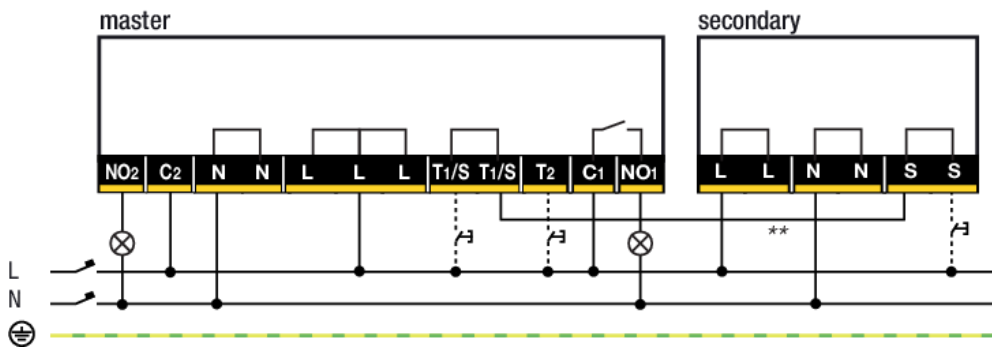 master secondary
NO2 C2 N N L L L T1/S T1/S T2 C1 NO1 L L N N S S
**
L
N